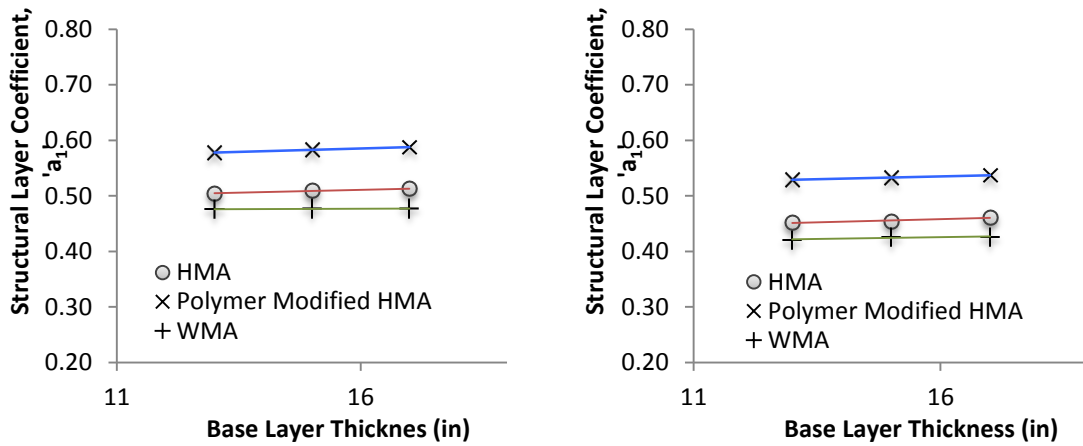 Structural Layer Coefficient,
'a1'
0.80
0.70
0.60
0.50
0.40
0.30
0.20
HMA
Polymer Modified HMA
WMA
11
16
Base Layer Thicknes (in)
Structural Layer Coefficient,
'a1'
0.80
0.70
0.60
0.50
0.40
0.30
0.20
HMA
Polymer Modified HMA
WMA
11
16
Base Layer Thickness (in)